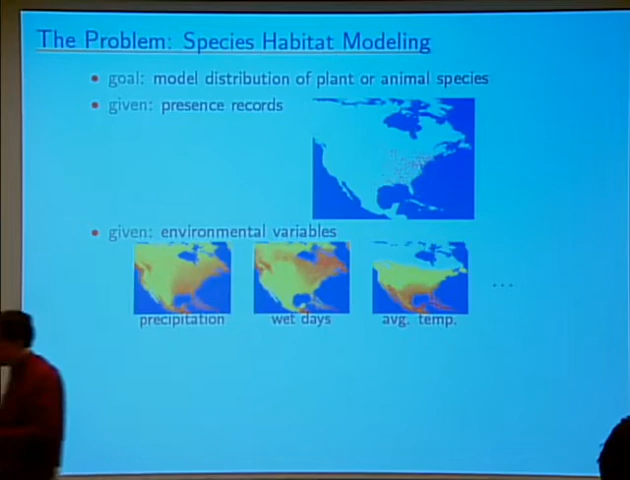 The Problem: Species Habitat Modeling
• goal: model distribution of plant or animal species
• given: presence records
• given: environmental variables
precipitation wet days avg. temp. ...